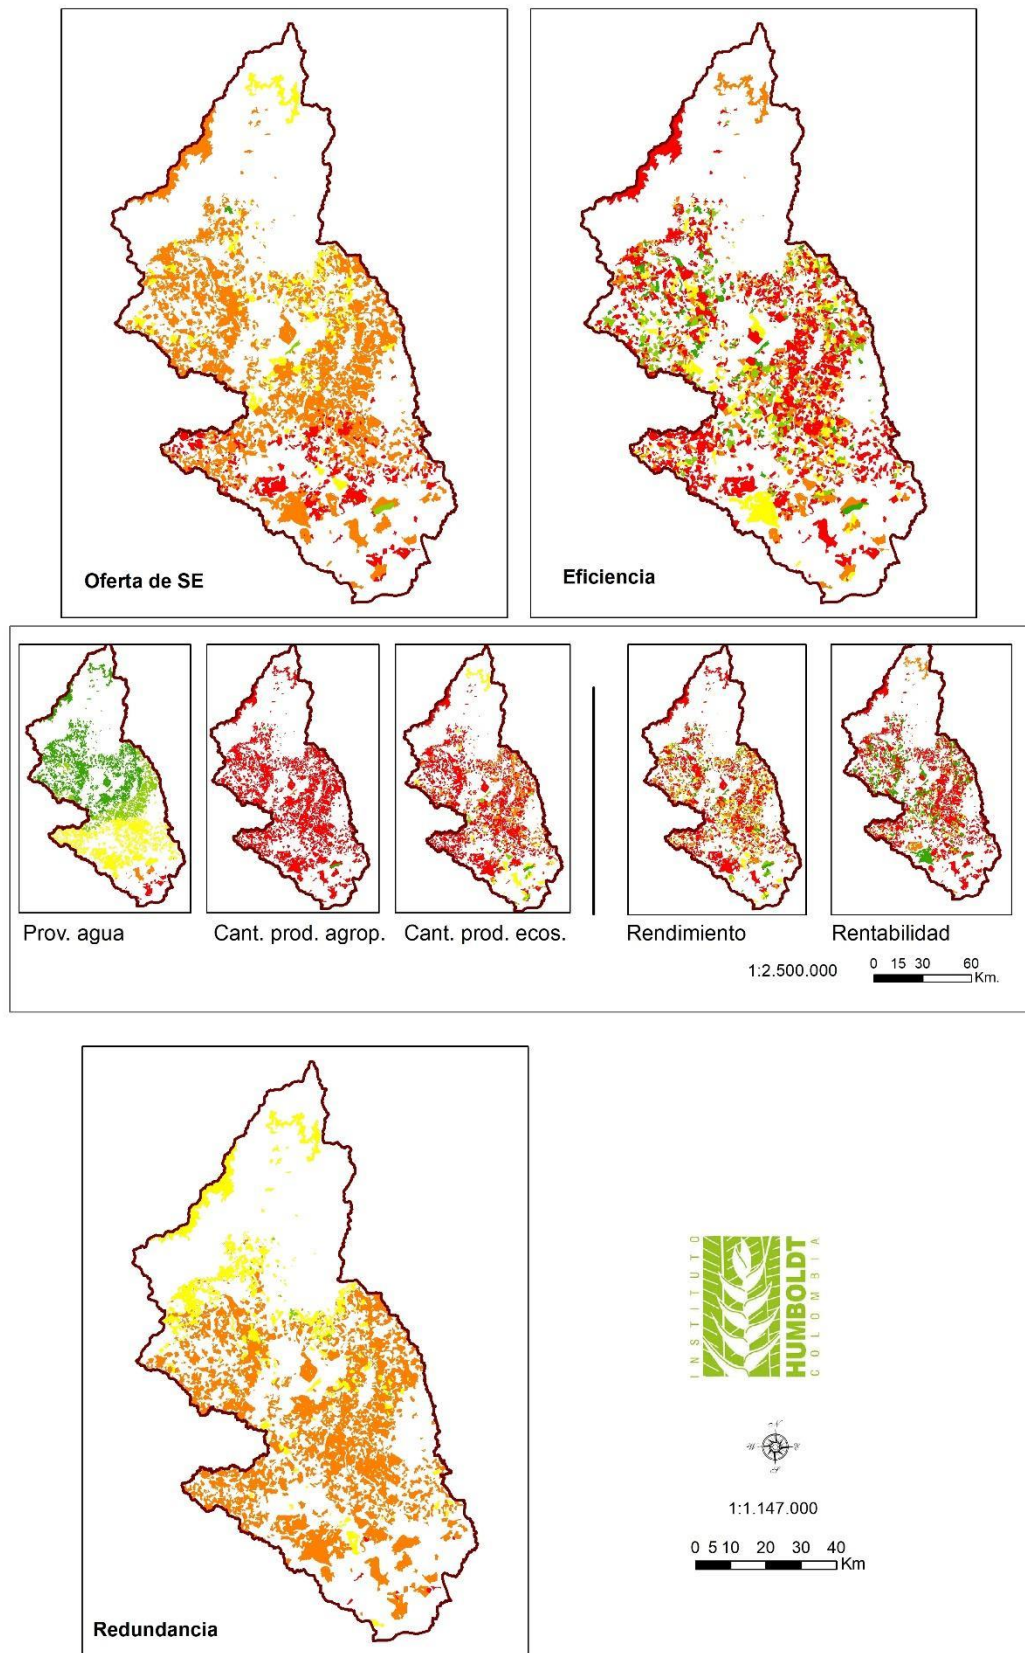 Oferta de SE
Eficiencia
Prov. agua
Cant. prod. agrop.
Cant. prod. ecos.
Rendimiento
Rentabilidad
1:2.500.000
0 15 30 60
Km.
INSTITUTO
HUMBOLDT
COLOMBIA
1:1.147.000
0 5 10 20 30 40
Km
Redundancia